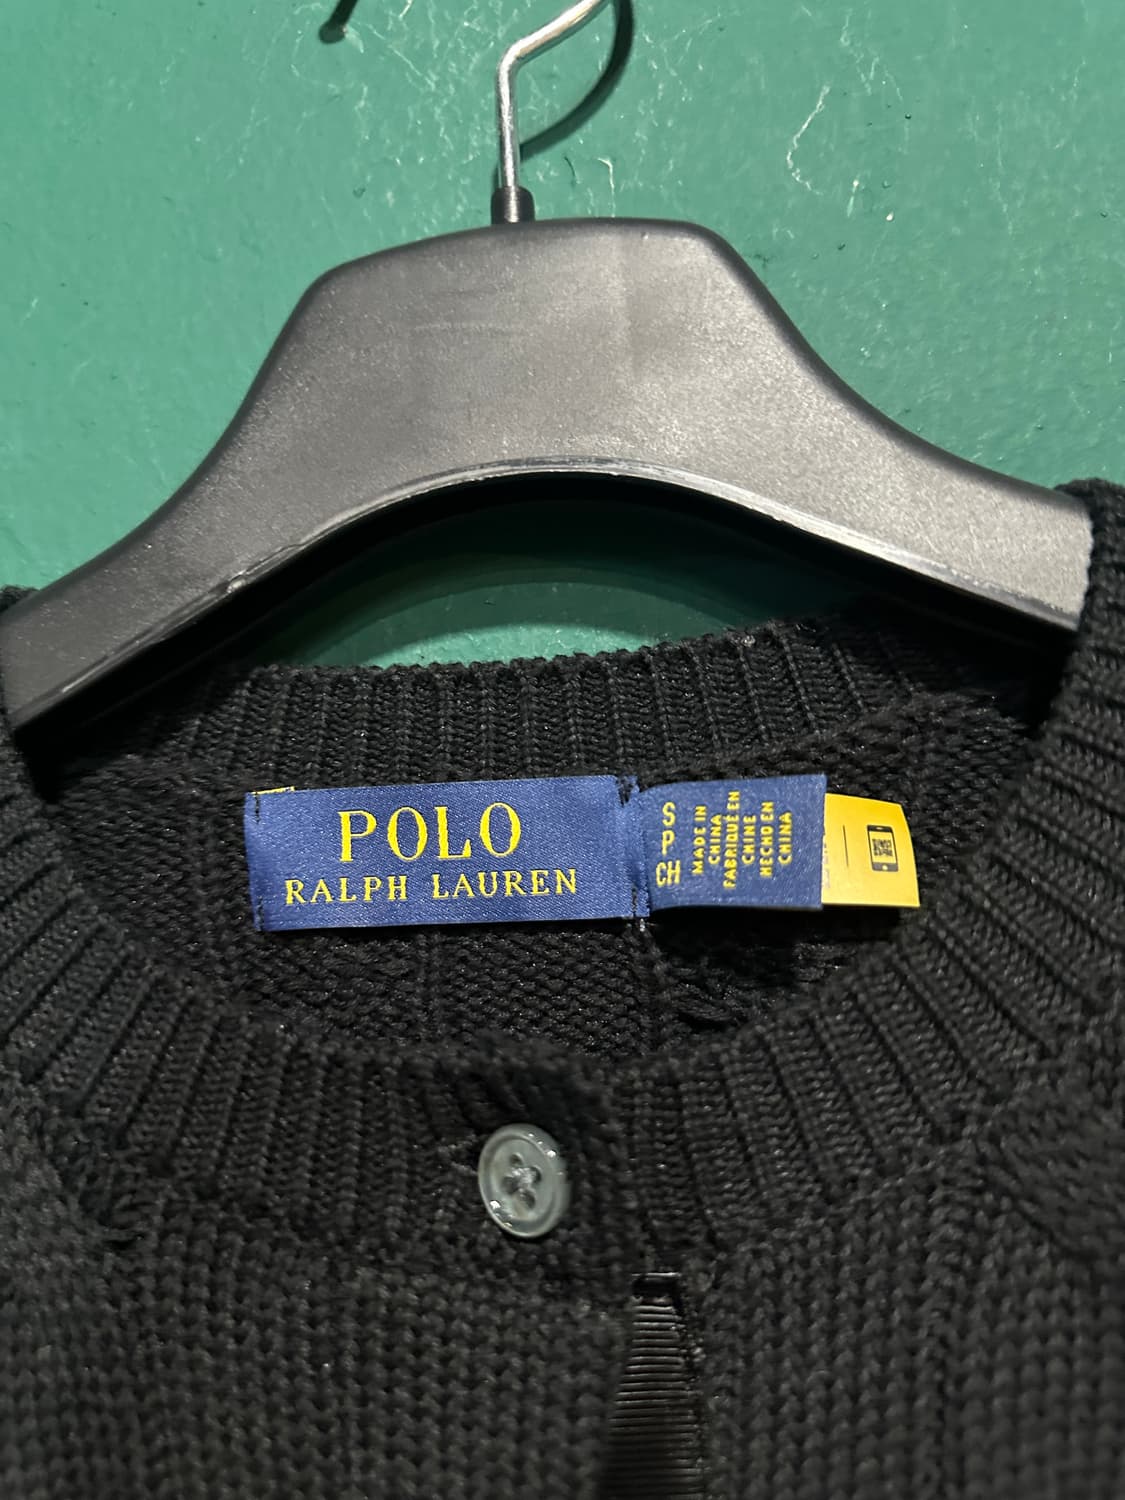 POLO
RALPH LAUREN
S
P
CH
MADE IN
CHINA
FABRIQUÉ EN
CHINE
HECHO EN
CHINA